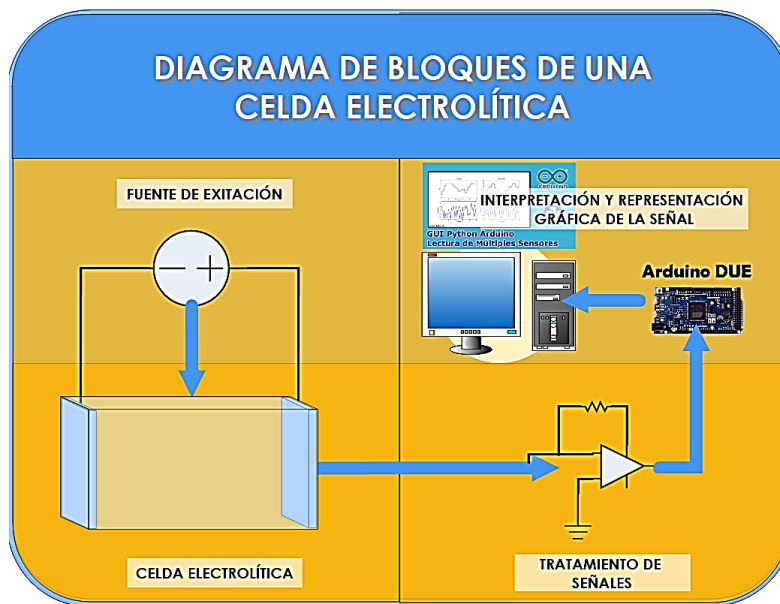 DIAGRAMA DE BLOQUES DE UNA
CELDA ELECTROLÍTICA
FUENTE DE EXITACIÓN
INTERPRETACIÓN Y REPRESENTACIÓN
GRÁFICA DE LA SEÑAL
GUI Python Arduino
Lectura de Múltiples Sensores
Arduino DUE
CELDA ELECTROLÍTICA
TRATAMIENTO DE
SEÑALES